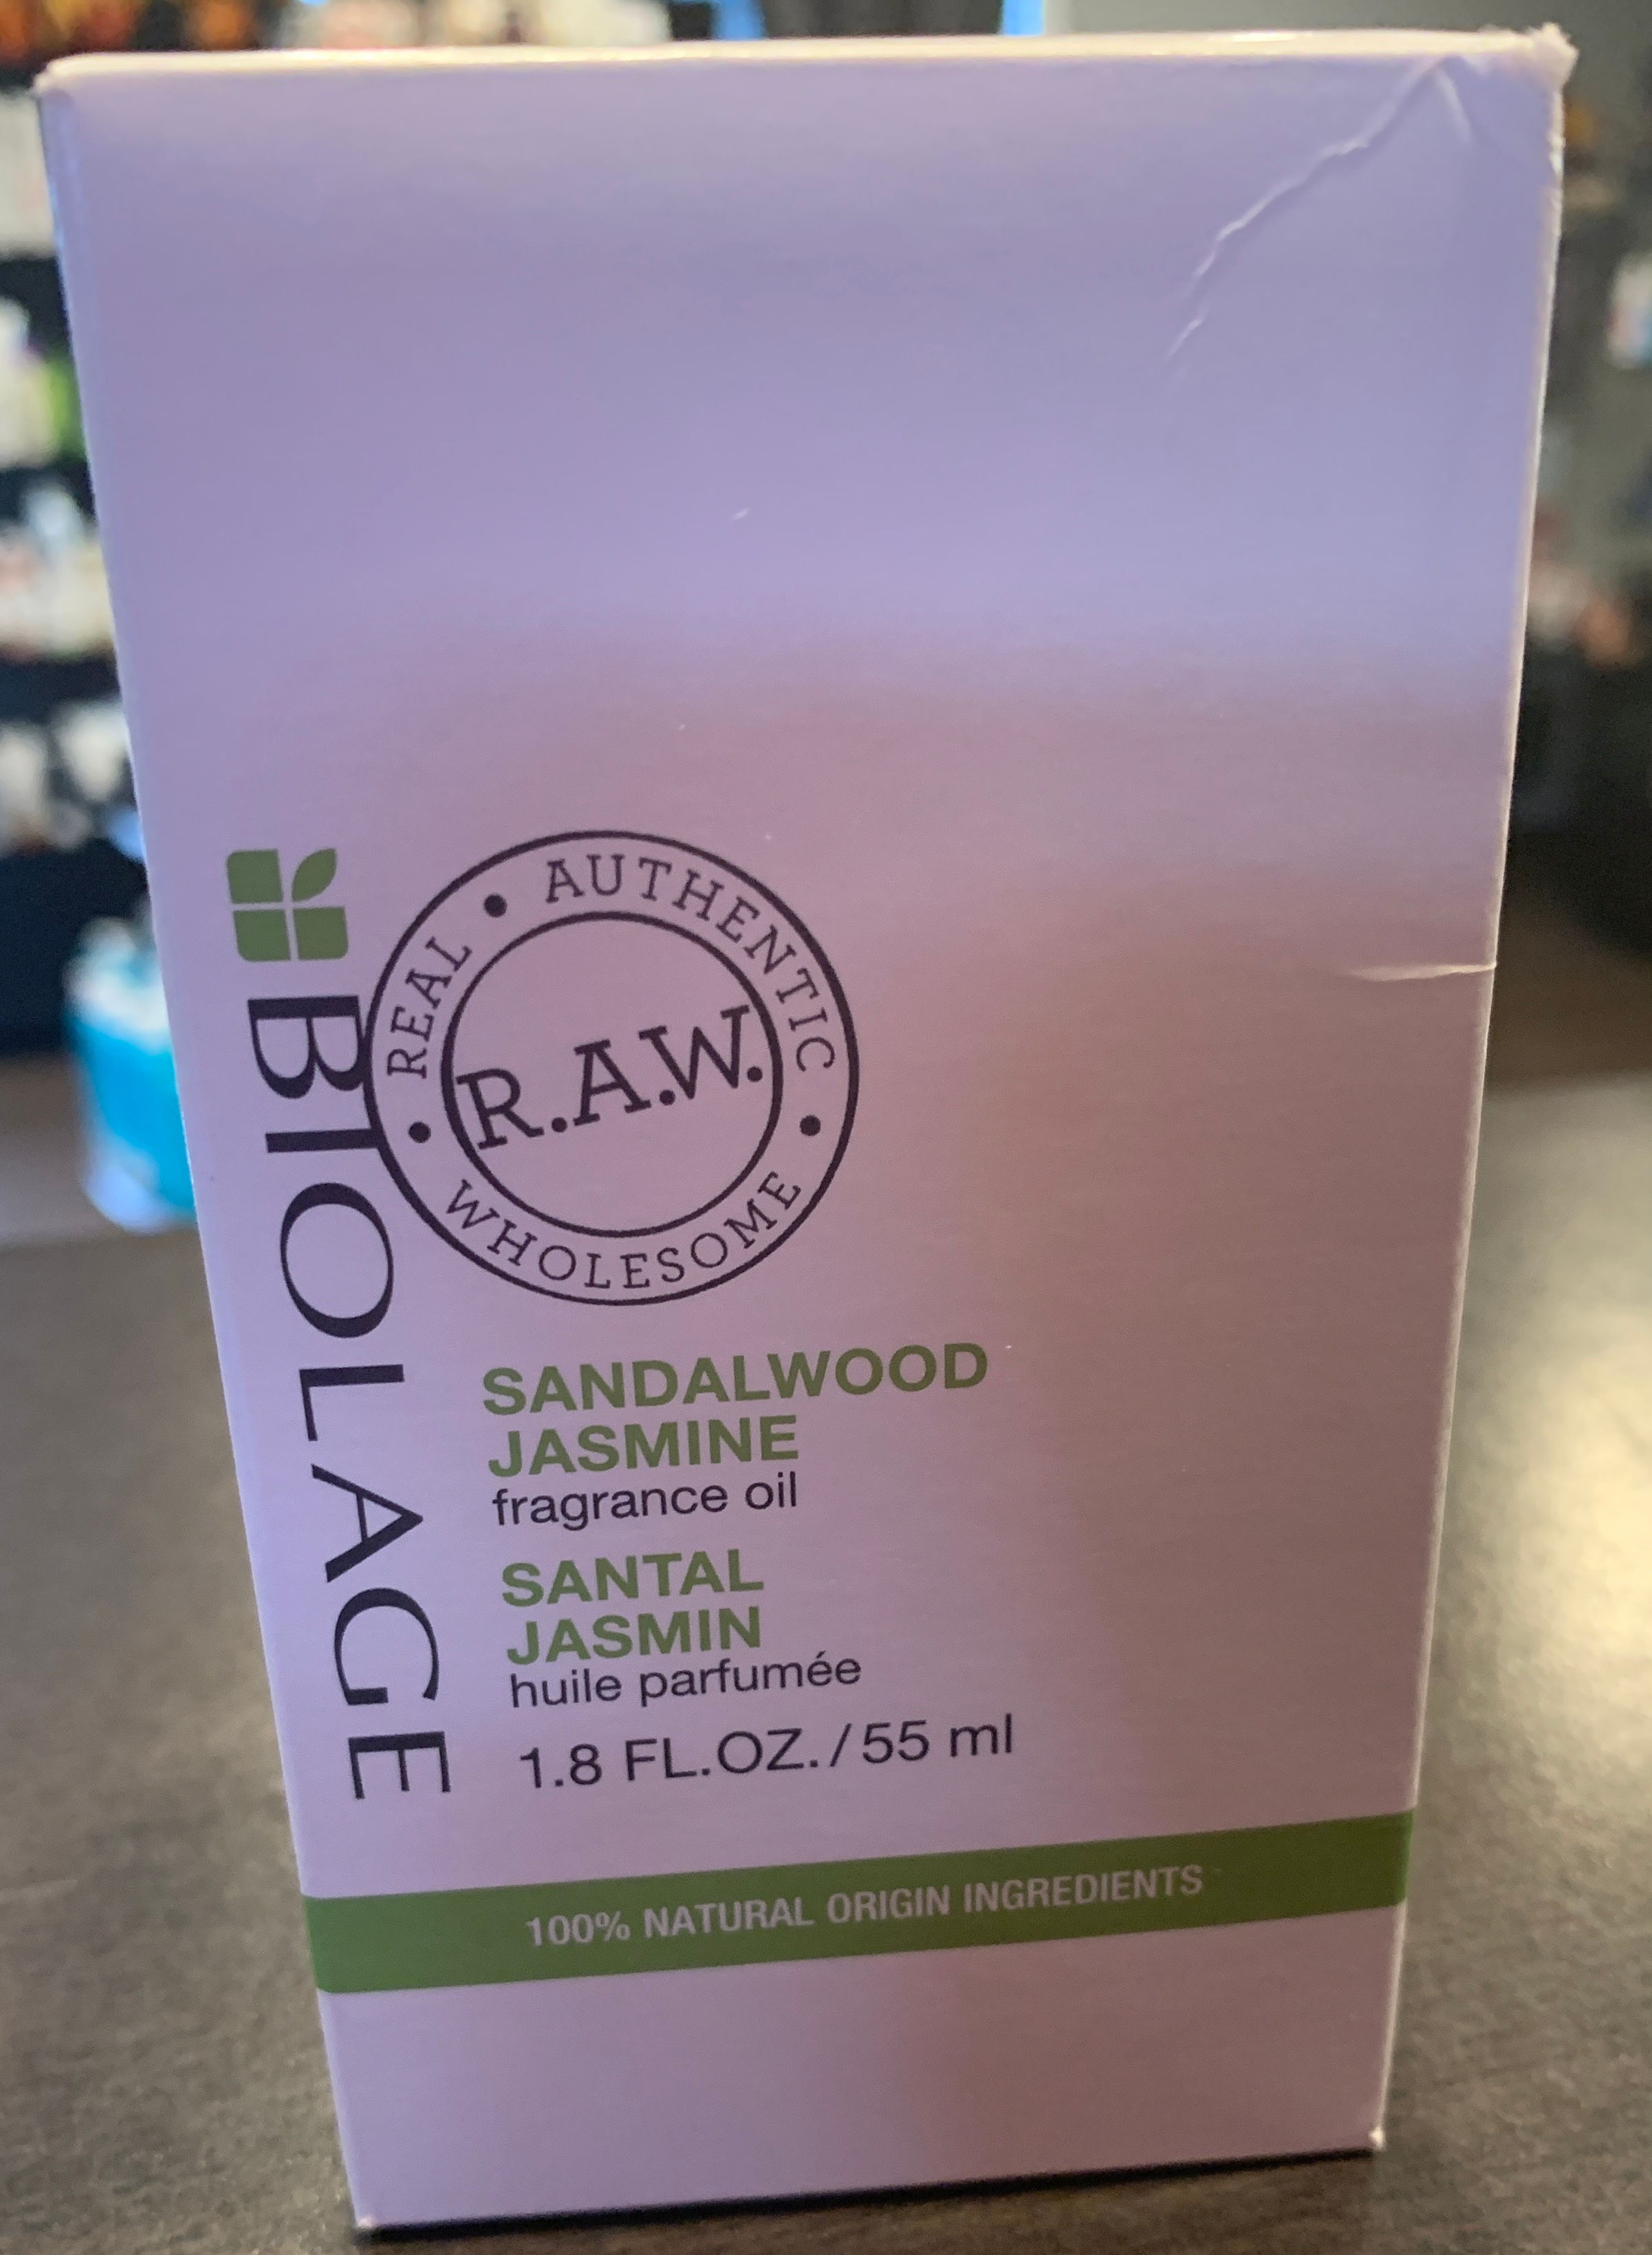 BIOLAGE
REAL • AUTHENTIC • WHOLESOME •
R.A.W.
SANDALWOOD
JASMINE
fragrance oil
SANTAL
JASMIN
huile parfumée
1.8 FL.OZ./55 ml
100% NATURAL ORIGIN INGREDIENTS